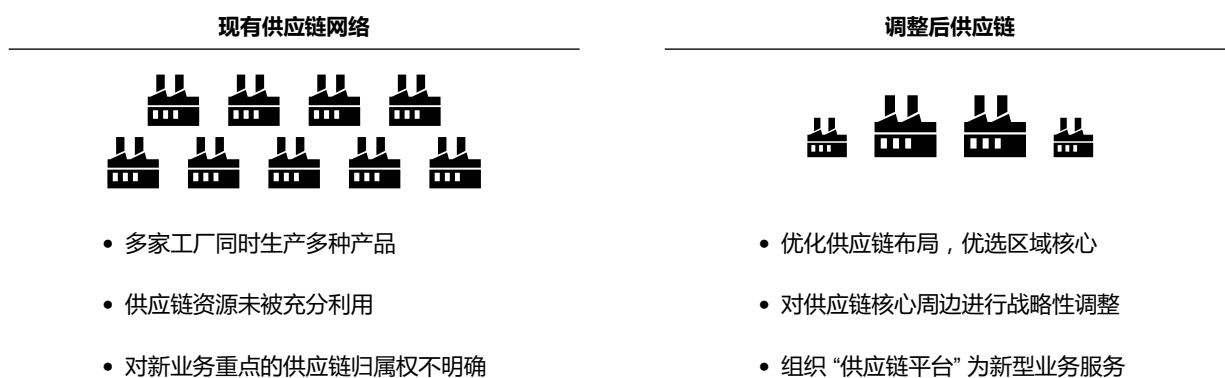 现有供应链网络
• 多家工厂同时生产多种产品
• 供应链资源未被充分利用
• 对新业务重点的供应链归属权不明确
调整后供应链
• 优化供应链布局，优选区域核心
• 对供应链核心周边进行战略性调整
• 组织 “供应链平台” 为新型业务服务